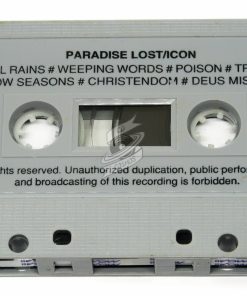 PARADISE LOST/ICON
L RAINS # WEEPING WORDS # POISON # TR
OW SEASONS # CHRISTENDOM # DEUS MIS
hts reserved. Unauthorized duplication, public perfor
and broadcasting of this recording is forbidden.